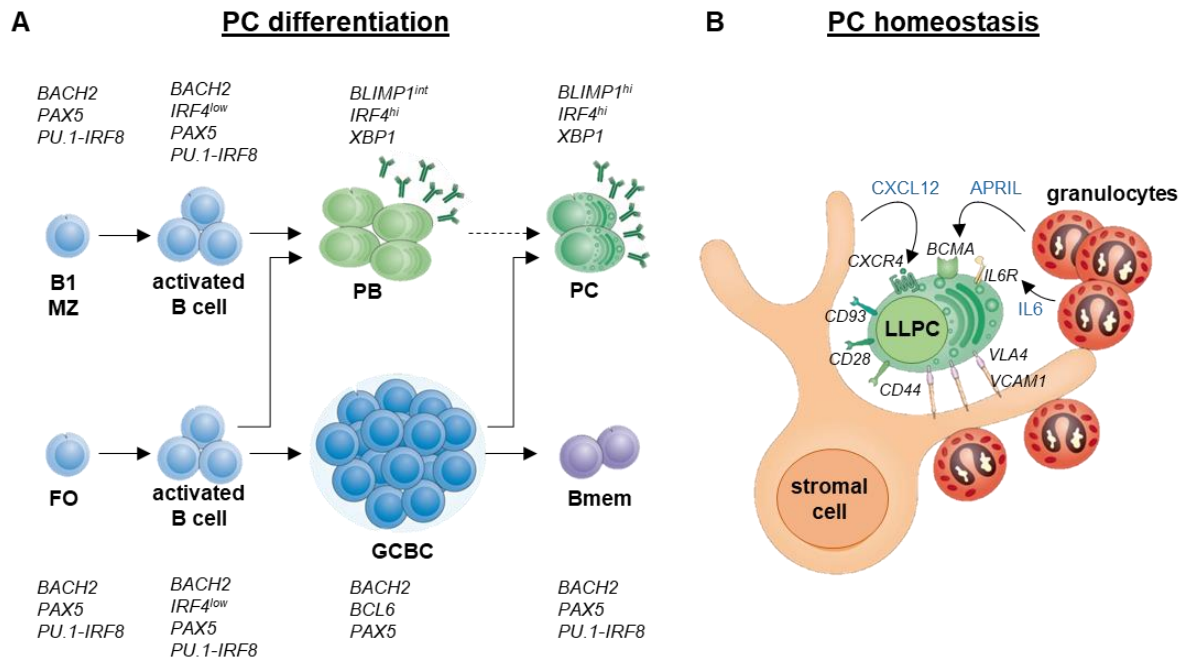 A
PC differentiation
BACH2
PAX5
PU.1-IRF8
BACH2
IRF4low
PAX5
PU.1-IRF8
BLIMP1int
IRF4hi
XBP1
BLIMP1hi
IRF4hi
XBP1
B1
MZ
activated
B cell
PB
PC
FO
activated
B cell
GCBC
Bmem
BACH2
PAX5
PU.1-IRF8
BACH2
IRF4low
PAX5
PU.1-IRF8
BACH2
BCL6
PAX5
BACH2
PAX5
PU.1-IRF8
B
PC homeostasis
CXCL12
APRIL
granulocytes
CXCR4
BCMA
IL6R
IL6
CD93
LLPC
CD28
CD44
VLA4
VCAM1
stromal
cell